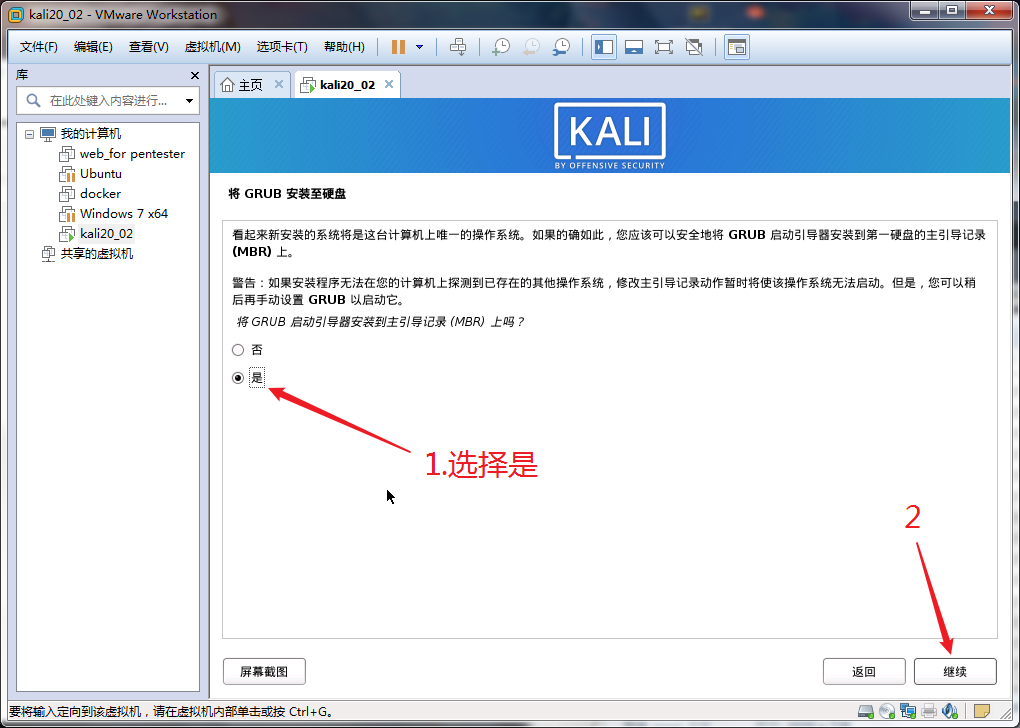 kali20_02 - VMware Workstation
文件(F) 编辑(E) 查看(V) 虚拟机(M) 选项卡(T) 帮助(H)
库
在此处键入内容进行...
我的计算机
web_for pentester
Ubuntu
docker
Windows 7 x64
kali20_02
共享的虚拟机
主页 kali20_02
KALI
BY OFFENSIVE SECURITY
将 GRUB 安装至硬盘
看起来新安装的系统将是这台计算机上唯一的操作系统。如果的确如此，您应该可以安全地将 GRUB 启动引导器安装到第一硬盘的主引导记录
(MBR) 上。
警告：如果安装程序无法在您的计算机上探测到已存在的其他操作系统，修改主引导记录动作暂时将使该操作系统无法启动。但是，您可以稍
后再手动设置 GRUB 以启动它。
将 GRUB 启动引导器安装到主引导记录 (MBR) 上吗？
否
是
1.选择是
2
屏幕截图 返回 继续
要将输入定向到该虚拟机，请在虚拟机内部单击或按 Ctrl+G。